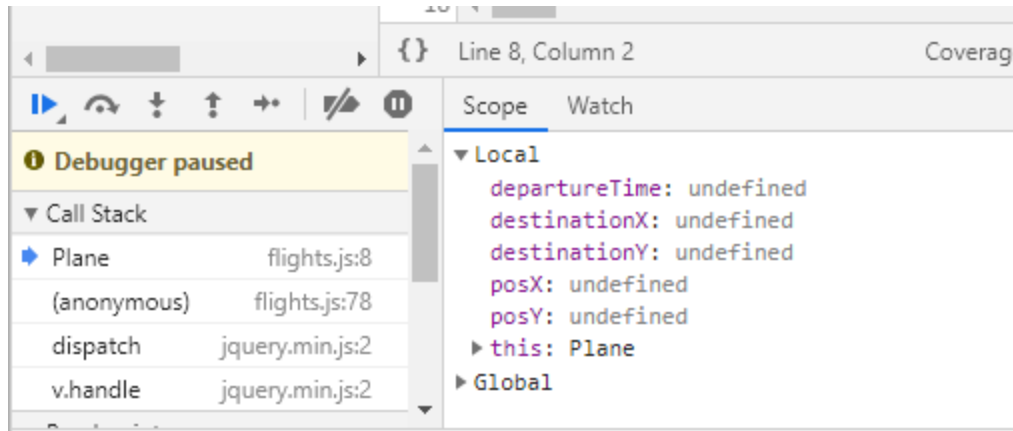 {} Line 8, Column 2 Coverag
Scope Watch
Debugger paused
Call Stack
Plane flights.js:8
(anonymous) flights.js:78
dispatch jquery.min.js:2
v.handle jquery.min.js:2
Local
departureTime: undefined
destinationX: undefined
destinationY: undefined
posX: undefined
posY: undefined
this: Plane
Global